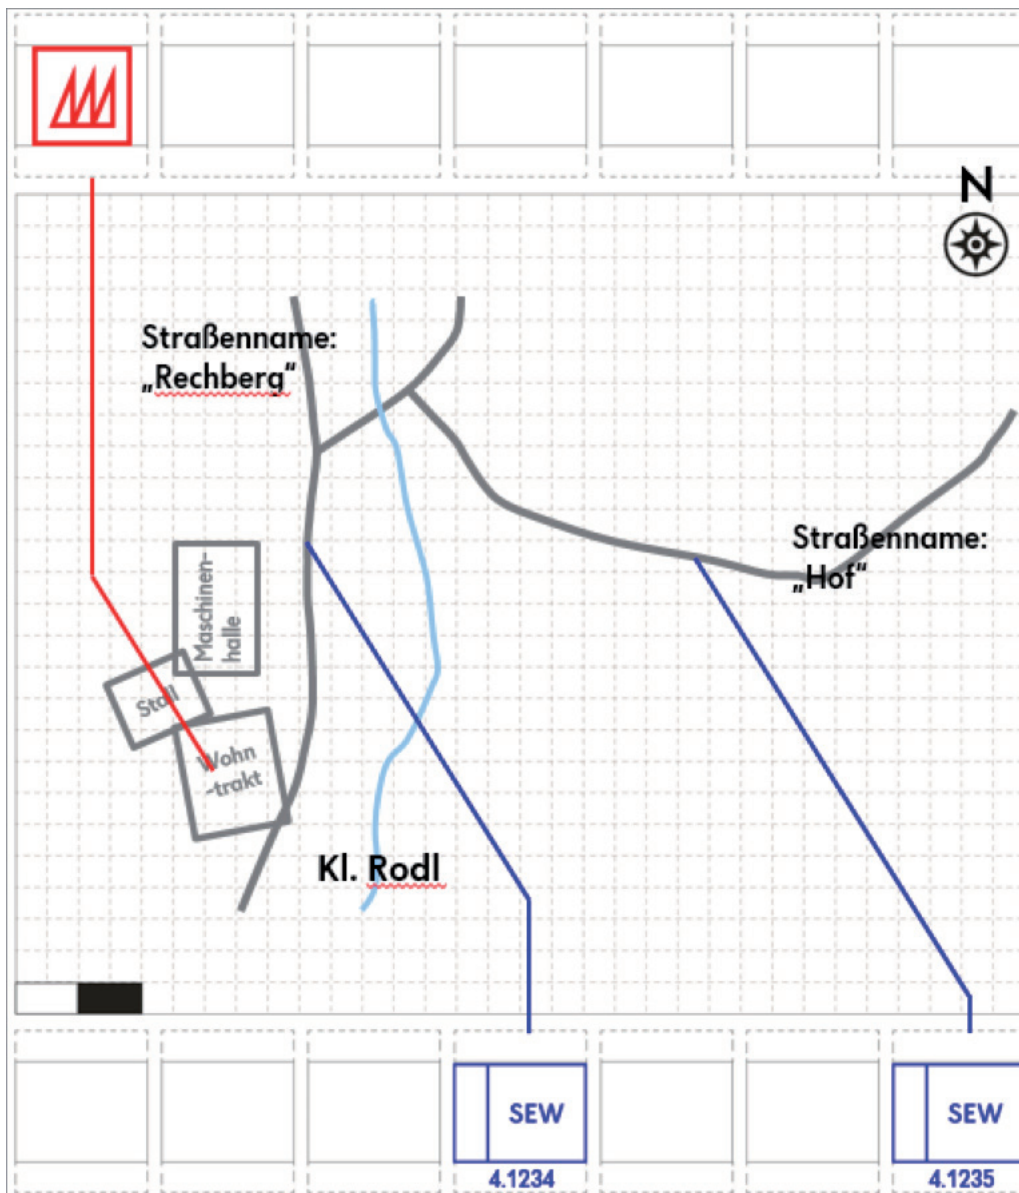 N
Straßenname:
„Rechberg“
Straßenname:
„Hof“
Maschinen-
halle
Stall
Wohn
-trakt
Kl. Rodl
SEW
4.1234
SEW
4.1235